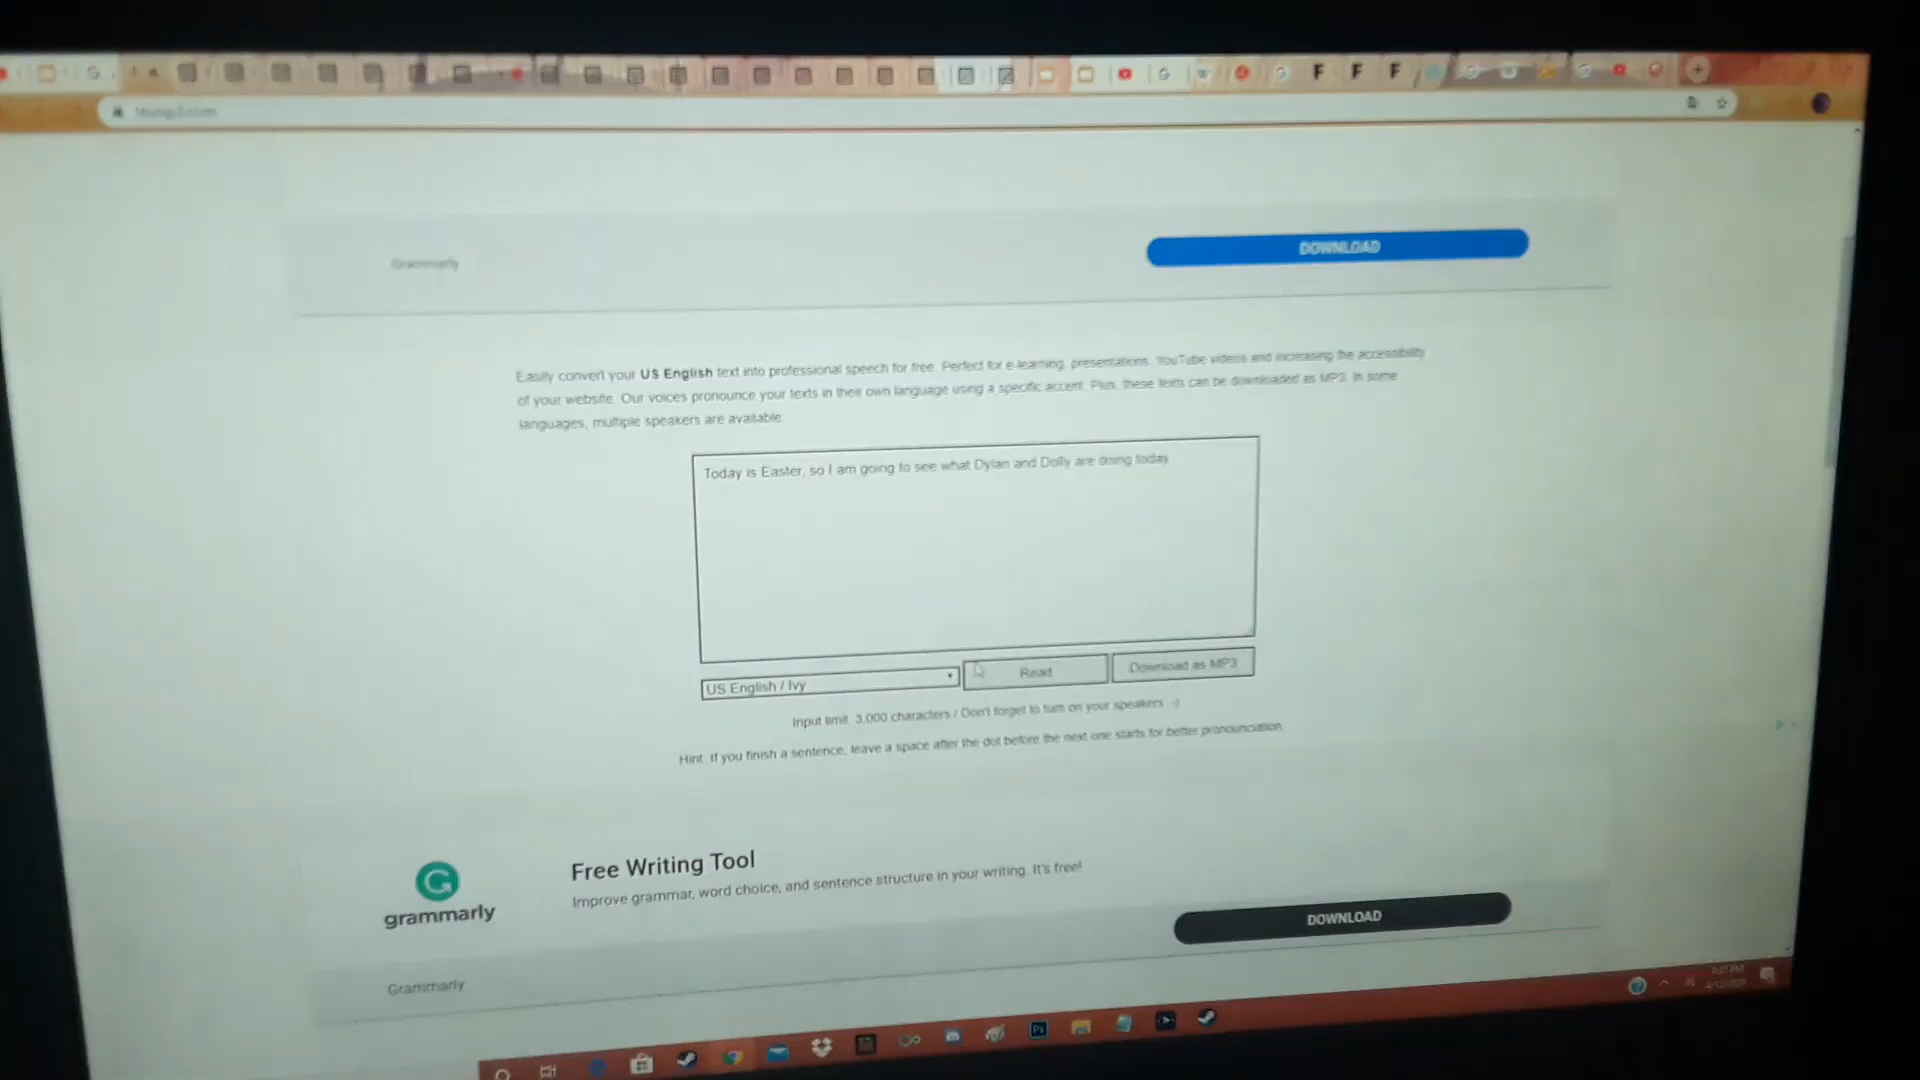 ttsmp3.com
Grammarly
DOWNLOAD
Easily convert your US English text into professional speech for free. Perfect for e-learning, presentations, YouTube videos and increasing the accessibility
of your website. Our voices pronounce your texts in their own language using a specific accent. Plus, these texts can be downloaded as MP3. In some
languages, multiple speakers are available.
Today is Easter, so I am going to see what Dylan and Dolly are doing today.
US English / Ivy
Read
Download as MP3
Input limit: 3,000 characters / Don't forget to turn on your speakers :-)
Hint: If you finish a sentence, leave a space after the dot before the next one starts for better pronounciation.
grammarly
Free Writing Tool
Improve grammar, word choice, and sentence structure in your writing. It's free!
DOWNLOAD
Grammarly